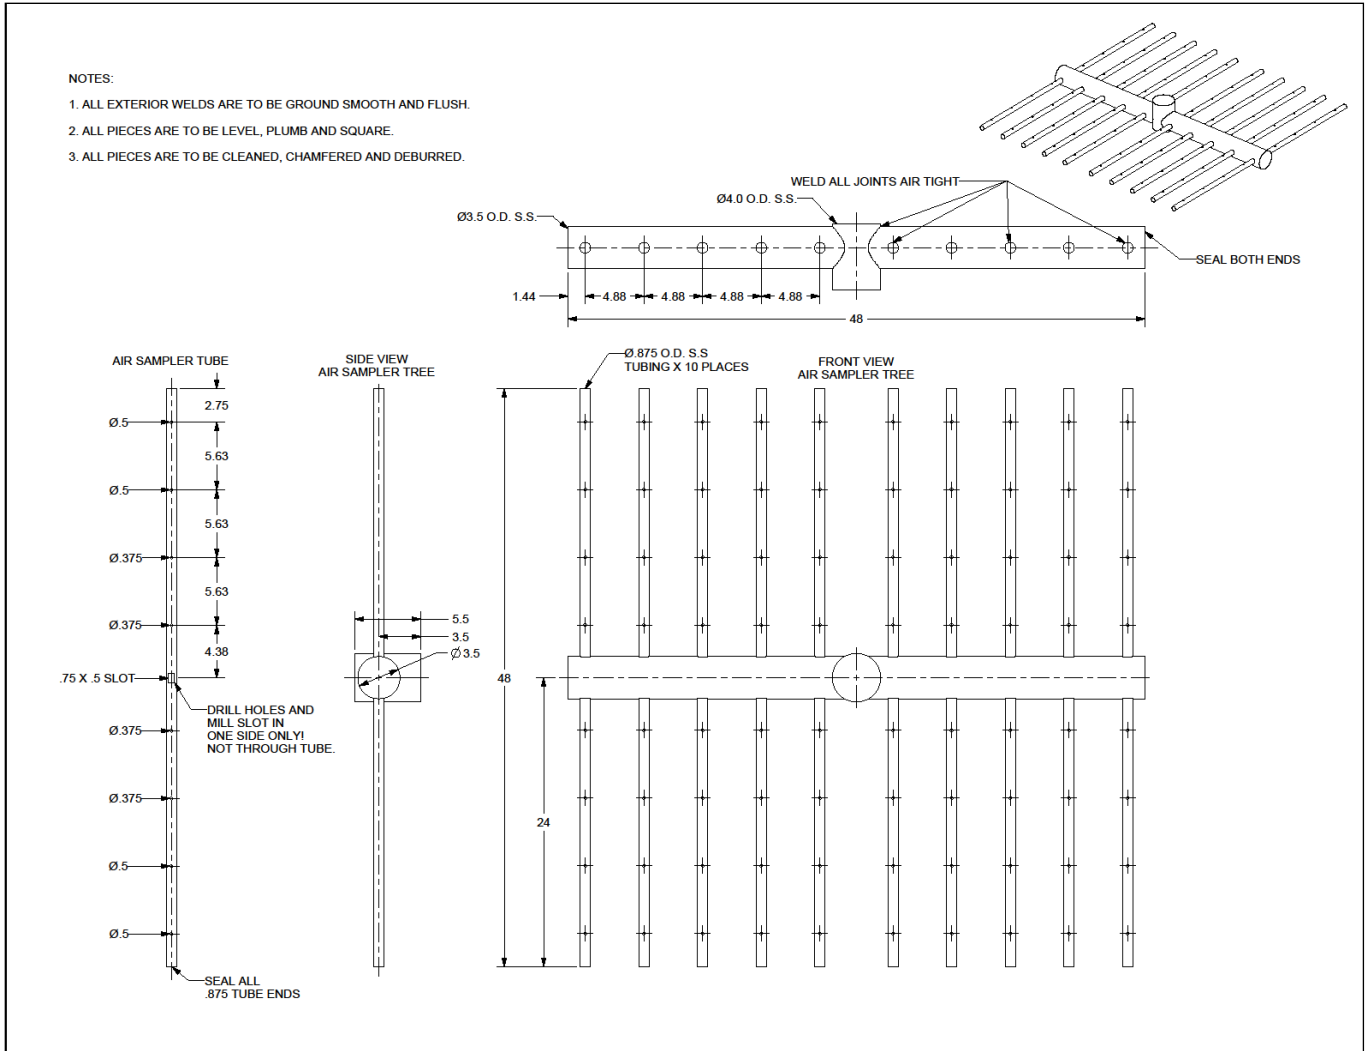 NOTES:
1. ALL EXTERIOR WELDS ARE TO BE GROUND SMOOTH AND FLUSH.
2. ALL PIECES ARE TO BE LEVEL, PLUMB AND SQUARE.
3. ALL PIECES ARE TO BE CLEANED, CHAMFERED AND DEBURRED.
WELD ALL JOINTS AIR TIGHT
Ø4.0 O.D. S.S.
Ø3.5 O.D. S.S.
SEAL BOTH ENDS
1.44
4.88
4.88
4.88
4.88
48
AIR SAMPLER TUBE
2.75
Ø.5
5.63
Ø.5
5.63
Ø.375
5.63
Ø.375
4.38
.75 X .5 SLOT
DRILL HOLES AND
MILL SLOT IN
ONE SIDE ONLY!
NOT THROUGH TUBE.
Ø.375
Ø.375
Ø.5
Ø.5
SEAL ALL
.875 TUBE ENDS
SIDE VIEW
AIR SAMPLER TREE
5.5
3.5
Ø3.5
Ø.875 O.D. S.S
TUBING X 10 PLACES
FRONT VIEW
AIR SAMPLER TREE
48
24